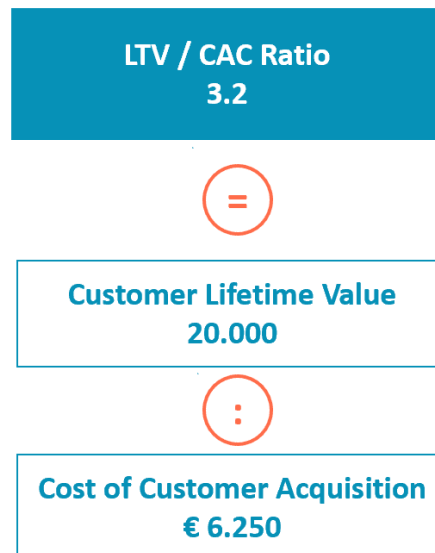 LTV / CAC Ratio
3.2
=
Customer Lifetime Value
20.000
:
Cost of Customer Acquisition
€ 6.250